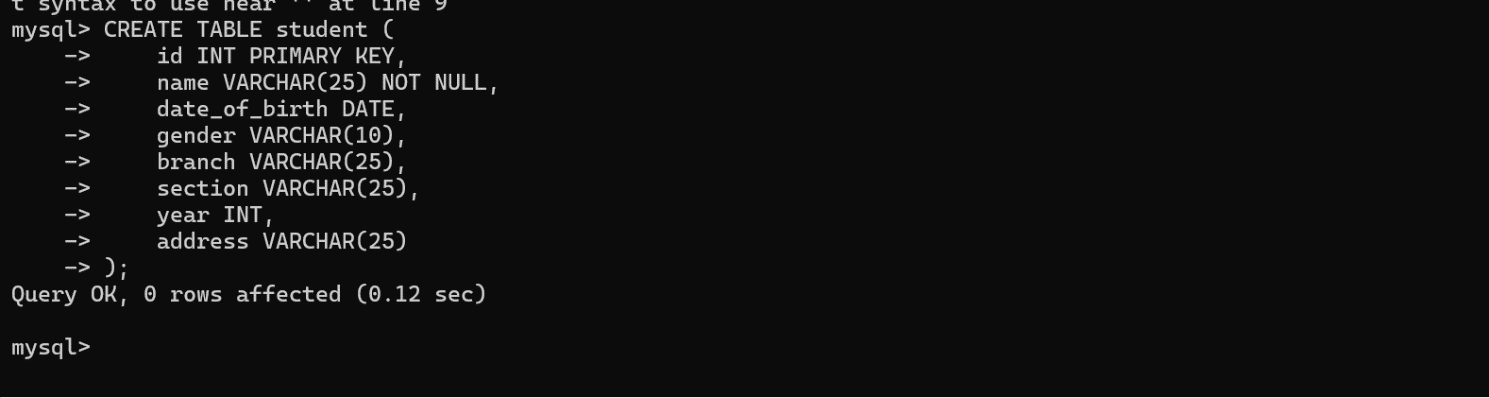 t syntax to use near '' at line 9
mysql> CREATE TABLE student (
    ->     id INT PRIMARY KEY,
    ->     name VARCHAR(25) NOT NULL,
    ->     date_of_birth DATE,
    ->     gender VARCHAR(10),
    ->     branch VARCHAR(25),
    ->     section VARCHAR(25),
    ->     year INT,
    ->     address VARCHAR(25)
    -> );
Query OK, 0 rows affected (0.12 sec)
mysql>